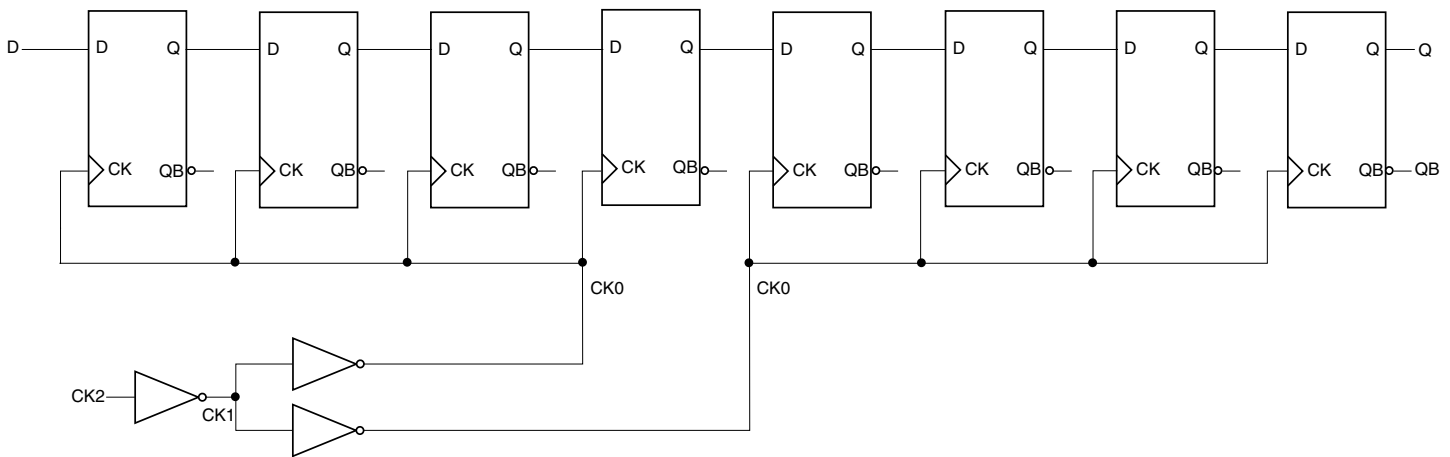 D D Q D Q D Q D Q D Q D Q D Q D Q Q
CK QB CK QB CK QB CK QB CK QB CK QB CK QB CK QB QB
CK0 CK0
CK2
CK1